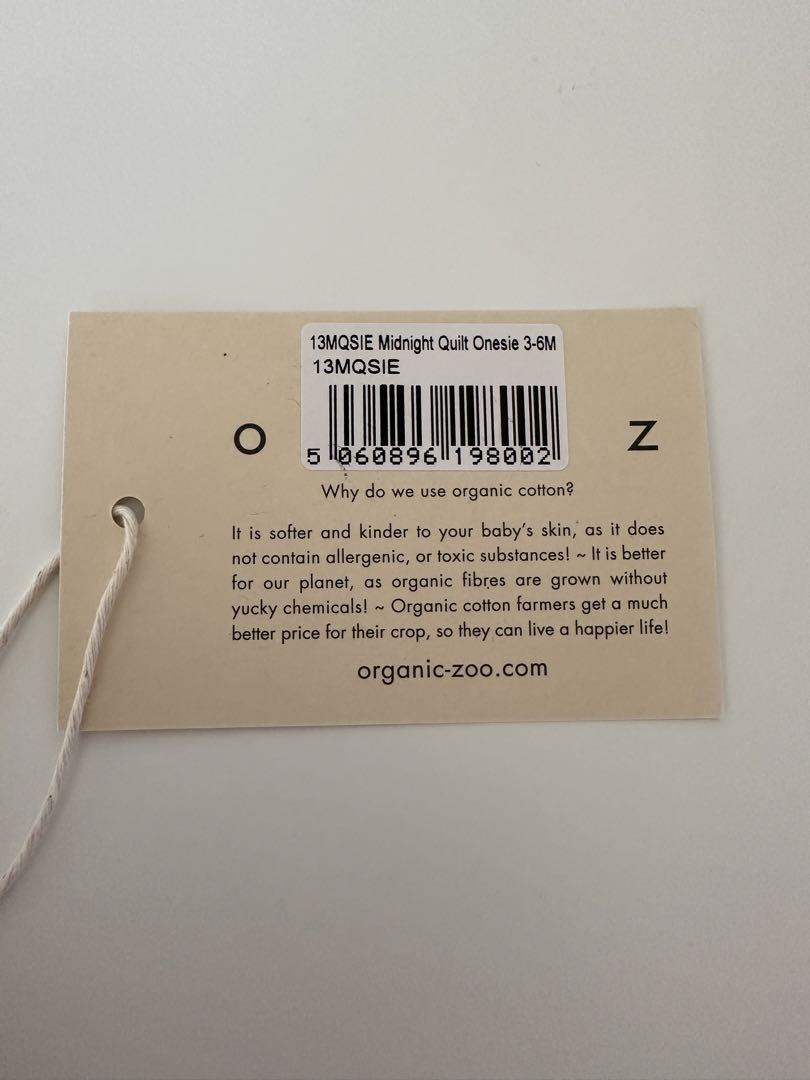 13MQSIE Midnight Quilt Onesie 3-6M
13MQSIE
O Z
5 060896 198002
Why do we use organic cotton?
It is softer and kinder to your baby's skin, as it does
not contain allergenic, or toxic substances! ~ It is better
for our planet, as organic fibres are grown without
yucky chemicals! ~ Organic cotton farmers get a much
better price for their crop, so they can live a happier life!
organic-zoo.com